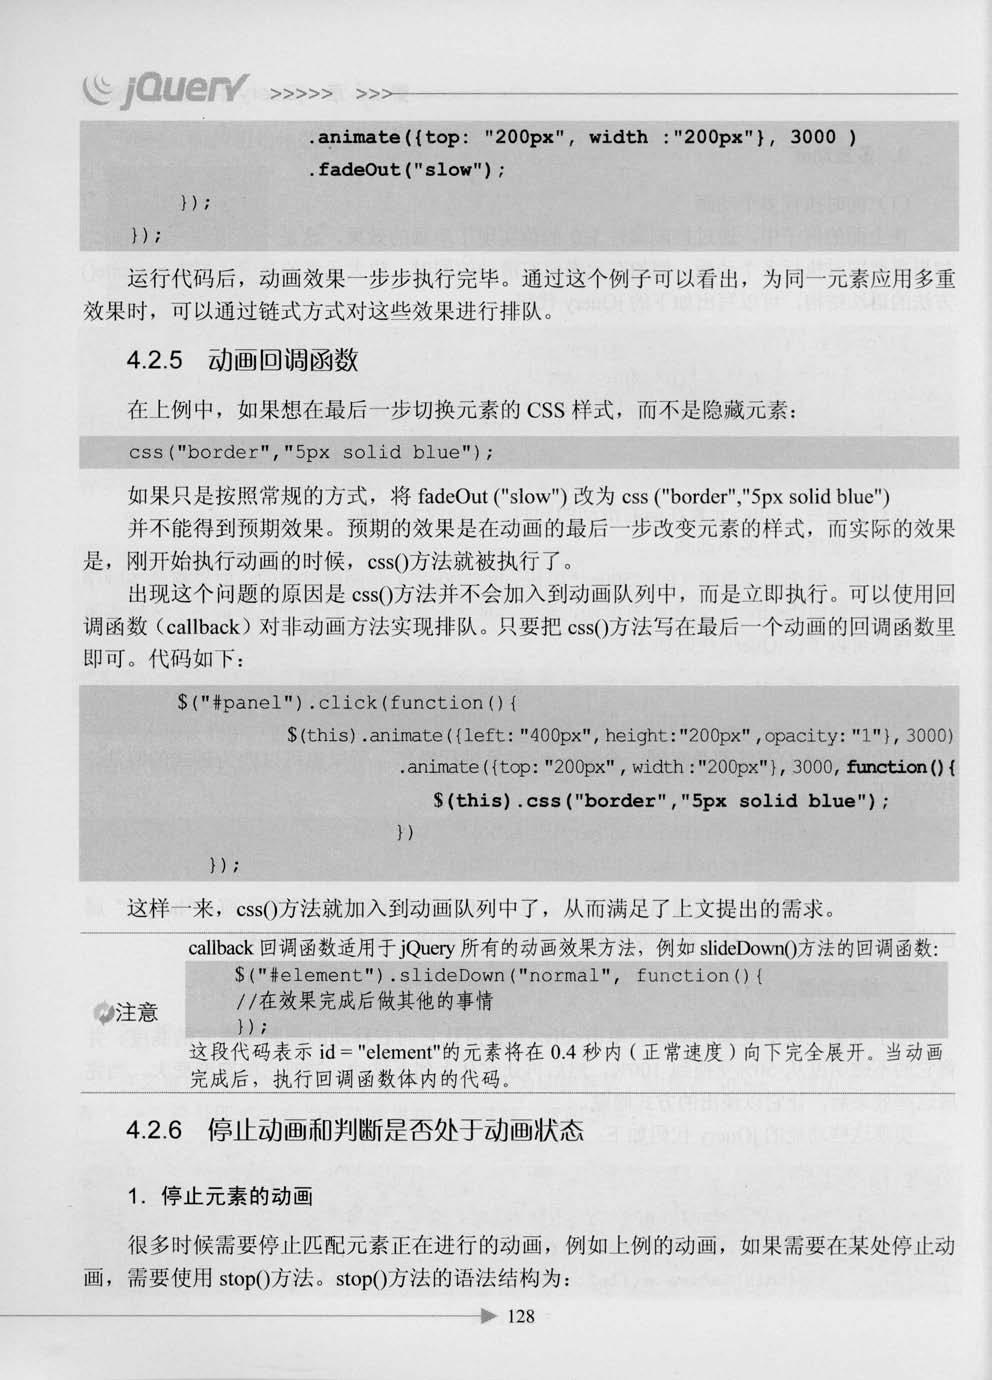 jQuery >>>>> >>>
.animate({top: "200px", width :"200px"}, 3000 )
.fadeOut("slow");
});
});
运行代码后，动画效果一步步执行完毕。通过这个例子可以看出，为同一元素应用多重
效果时，可以通过链式方式对这些效果进行排队。
4.2.5 动画回调函数
在上例中，如果想在最后一步切换元素的 CSS 样式，而不是隐藏元素：
css("border","5px solid blue");
如果只是按照常规的方式，将 fadeOut ("slow") 改为 css ("border","5px solid blue")
并不能得到预期效果。预期的效果是在动画的最后一步改变元素的样式，而实际的效果
是，刚开始执行动画的时候，css()方法就被执行了。
出现这个问题的原因是 css()方法并不会加入到动画队列中，而是立即执行。可以使用回
调函数（callback）对非动画方法实现排队。只要把 css()方法写在最后一个动画的回调函数里
即可。代码如下：
$("#panel").click(function(){
$(this).animate({left: "400px", height:"200px" ,opacity: "1"}, 3000)
.animate({top: "200px" , width :"200px"}, 3000, function(){
$(this).css("border","5px solid blue");
})
});
这样一来，css()方法就加入到动画队列中了，从而满足了上文提出的需求。
callback 回调函数适用于 jQuery 所有的动画效果方法，例如 slideDown()方法的回调函数:
$("#element").slideDown("normal", function(){
//在效果完成后做其他的事情
});
注意
这段代码表示 id = "element"的元素将在 0.4 秒内（正常速度）向下完全展开。当动画
完成后，执行回调函数体内的代码。
4.2.6 停止动画和判断是否处于动画状态
1．停止元素的动画
很多时候需要停止匹配元素正在进行的动画，例如上例的动画，如果需要在某处停止动
画，需要使用 stop()方法。stop()方法的语法结构为：
128